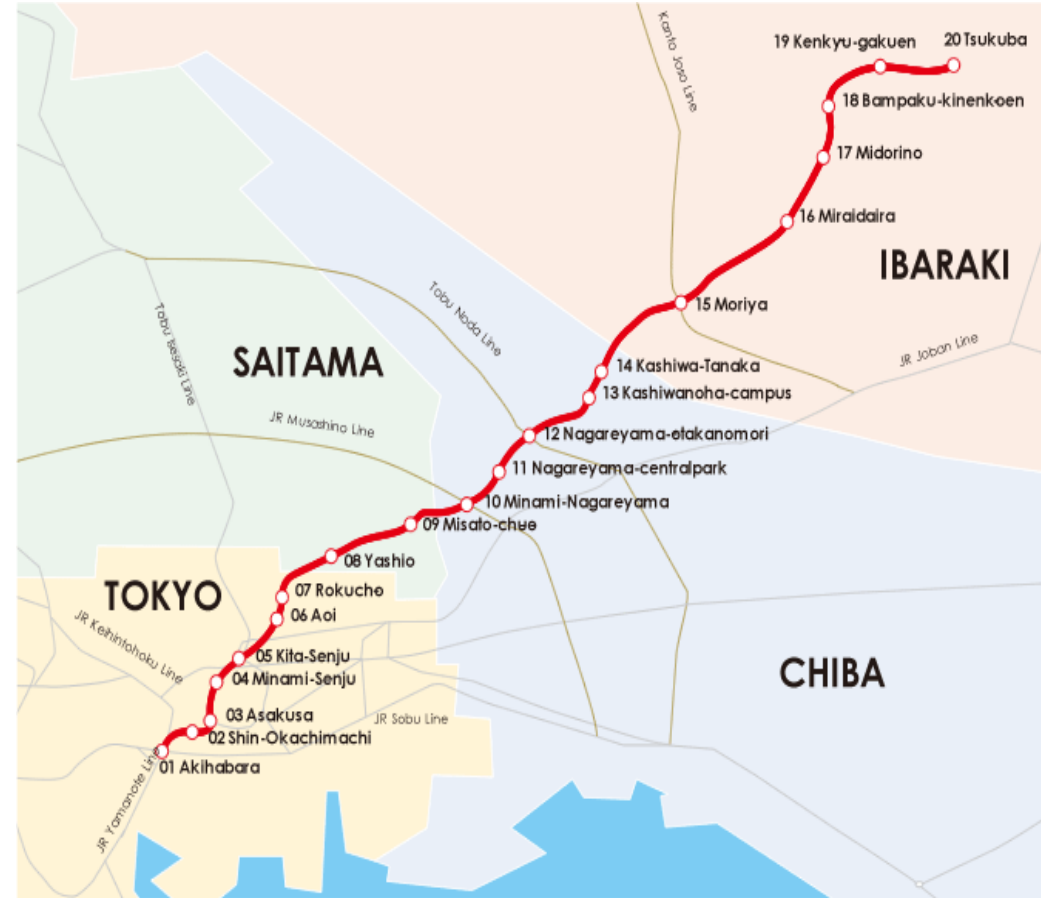 Kanto Joso Line
19 Kenkyu-gakuen
20 Tsukuba
18 Bampaku-kinenkoen
17 Midorino
16 Miraidaira
IBARAKI
15 Moriya
Tobu Noda Line
Tobu Isesaki Line
JR Joban Line
SAITAMA
14 Kashiwa-Tanaka
13 Kashiwanoha-campus
JR Musashino Line
12 Nagareyama-otakanomori
11 Nagareyama-centralpark
10 Minami-Nagareyama
09 Misato-chuo
08 Yashio
TOKYO
07 Rokucho
06 Aoi
JR Keihintohoku Line
05 Kita-Senju
04 Minami-Senju
CHIBA
03 Asakusa
JR Sobu Line
02 Shin-Okachimachi
01 Akihabara
JR Yamanote Line